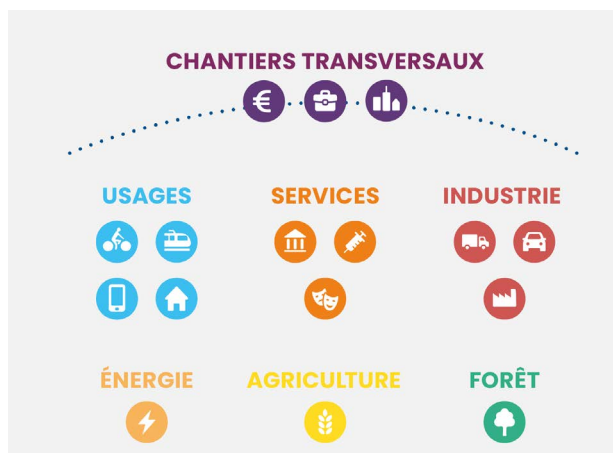 CHANTIERS TRANSVERSAUX
USAGES
SERVICES
INDUSTRIE
ÉNERGIE
AGRICULTURE
FORÊT